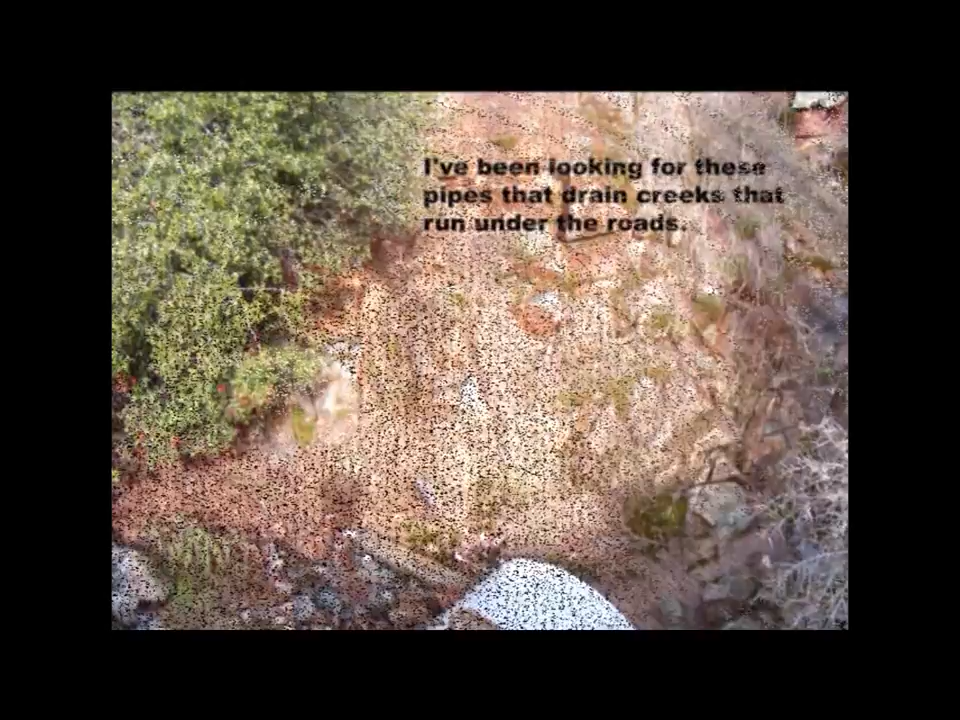 I've been looking for these
pipes that drain creeks that
run under the roads.